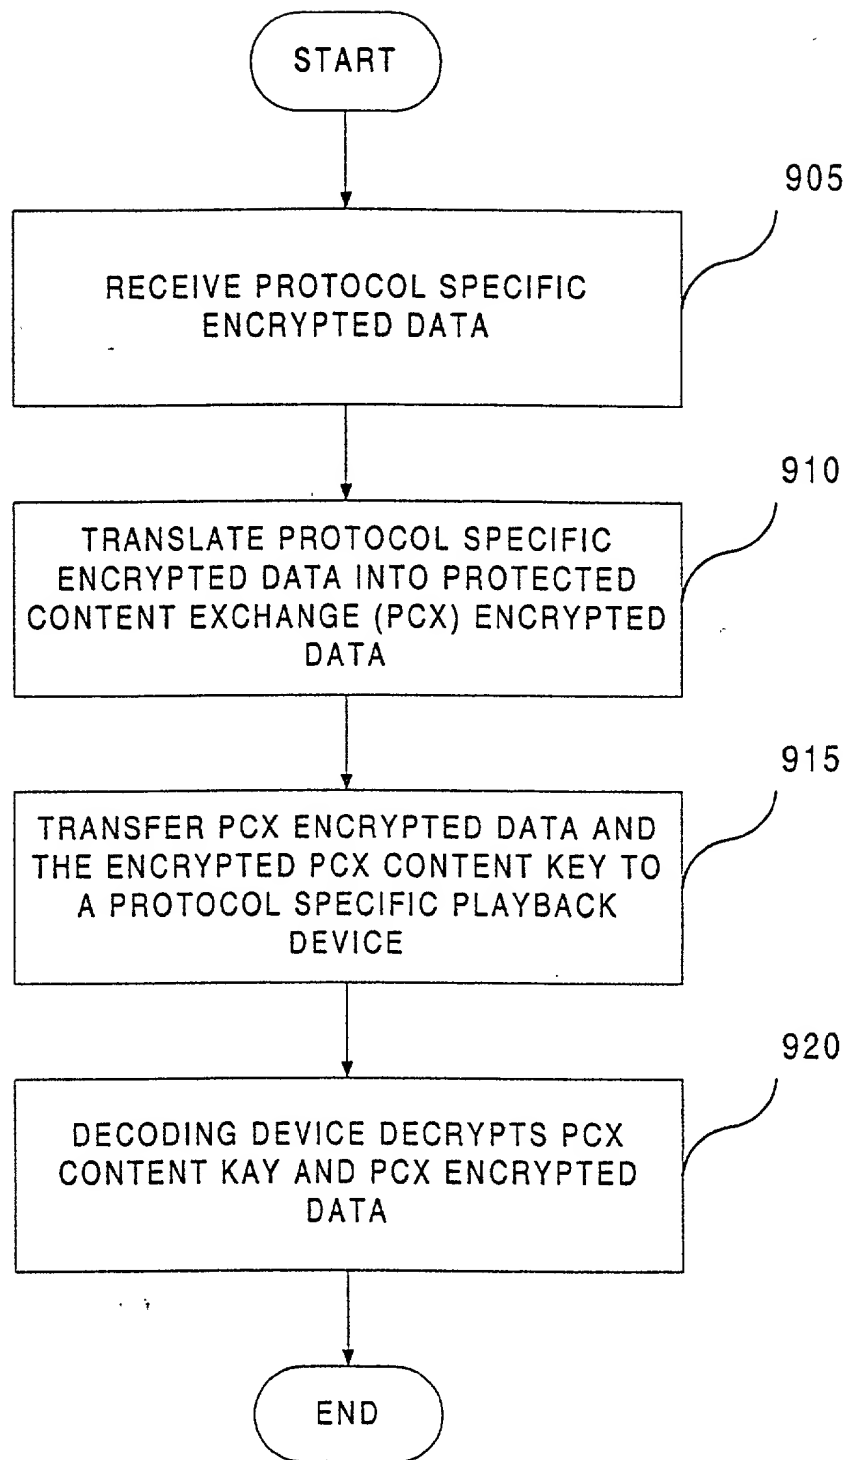 START
905
RECEIVE PROTOCOL SPECIFIC
ENCRYPTED DATA
910
TRANSLATE PROTOCOL SPECIFIC
ENCRYPTED DATA INTO PROTECTED
CONTENT EXCHANGE (PCX) ENCRYPTED
DATA
915
TRANSFER PCX ENCRYPTED DATA AND
THE ENCRYPTED PCX CONTENT KEY TO
A PROTOCOL SPECIFIC PLAYBACK
DEVICE
920
DECODING DEVICE DECRYPTS PCX
CONTENT KAY AND PCX ENCRYPTED
DATA
END